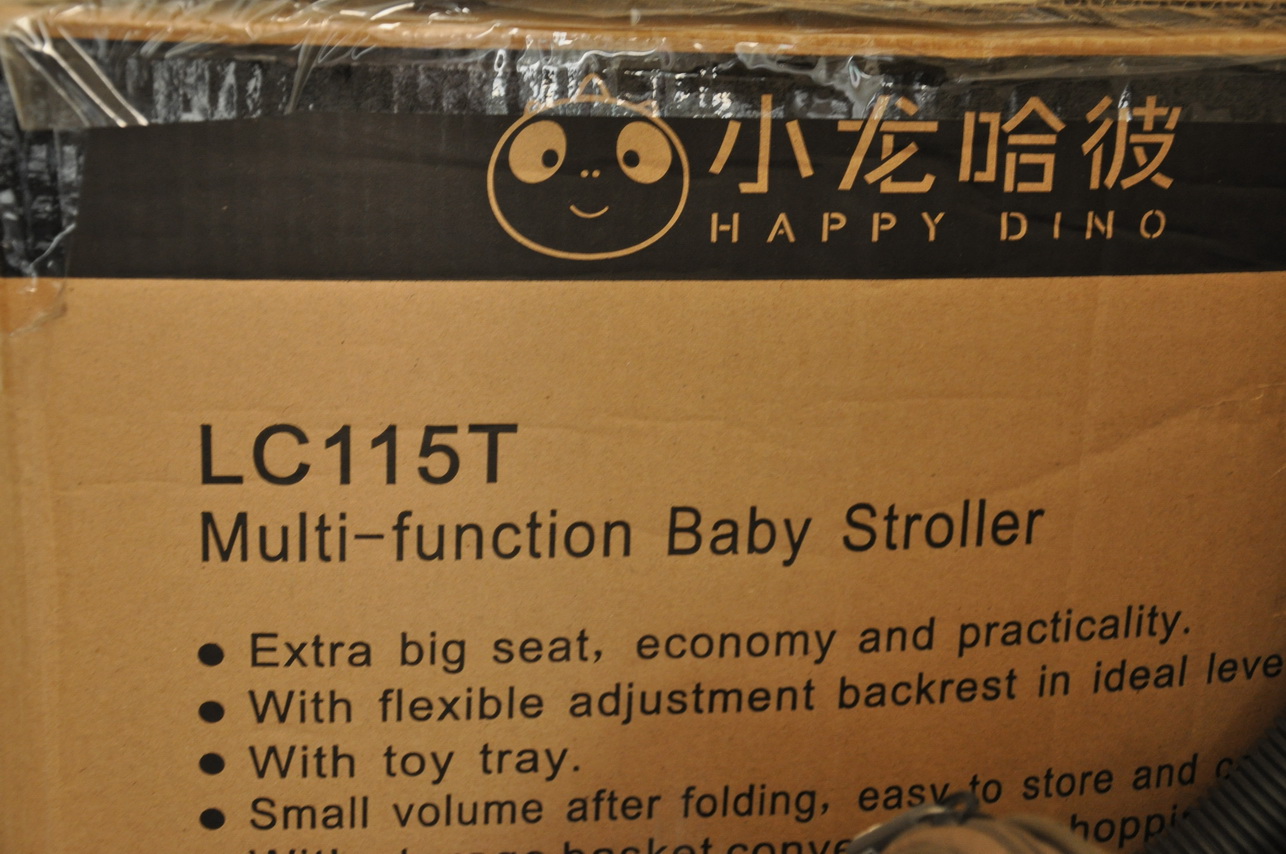 小龙哈彼
HAPPY DINO
LC115T
Multi-function Baby Stroller
● Extra big seat, economy and practicality.
● With flexible adjustment backrest in ideal leve
● With toy tray.
● Small volume after folding, easy to store and
basket